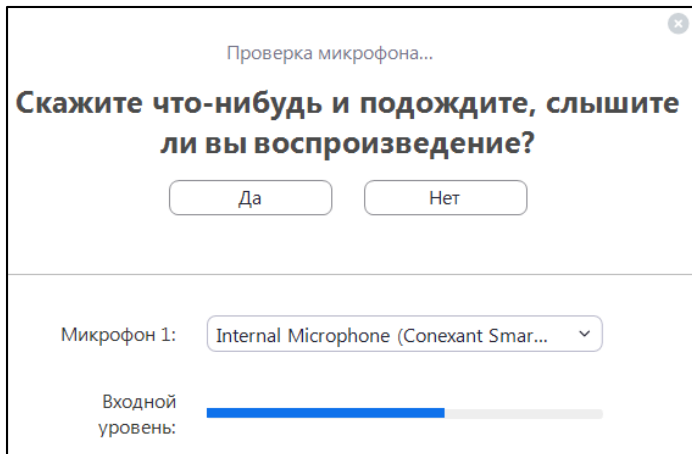 Проверка микрофона...
Скажите что-нибудь и подождите, слышите
ли вы воспроизведение?
Да
Нет
Микрофон 1:
Internal Microphone (Conexant Smar...
Входной
уровень: